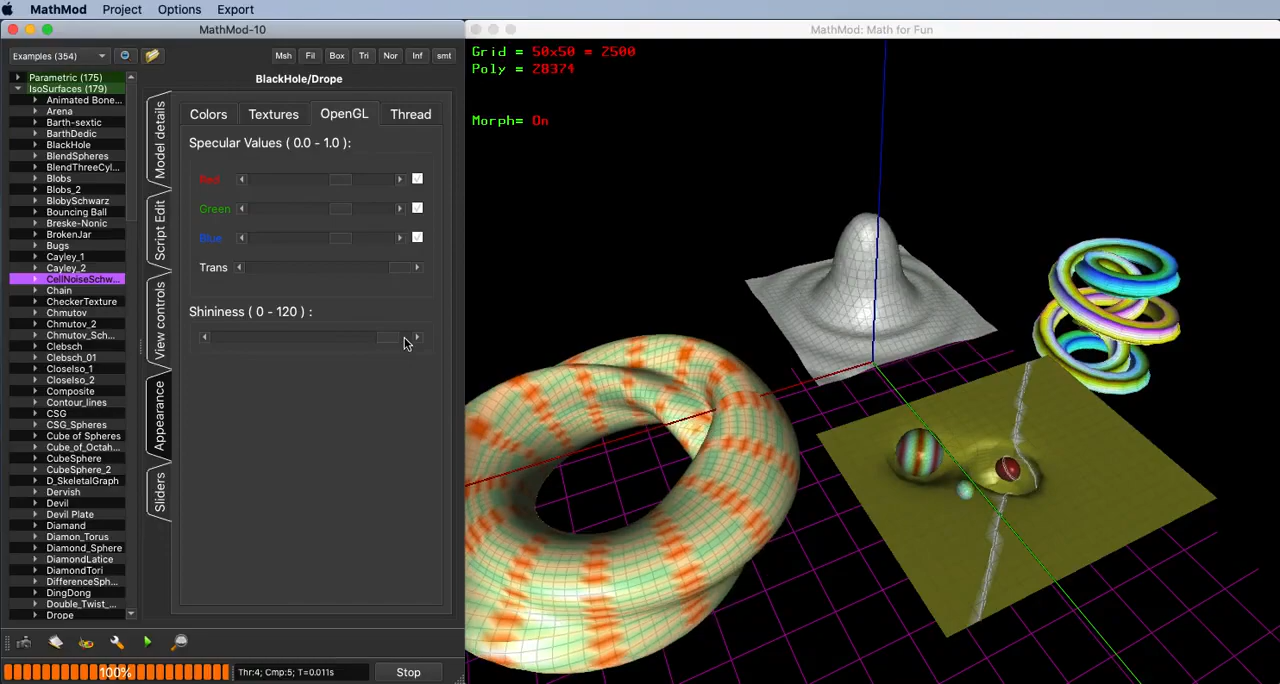 MathMod Project Options Export
MathMod-10
MathMod: Math for Fun
Examples (354)
Msh Fil Box Tri Nor Inf smt
BlackHole/Drope
Parametric (175)
IsoSurfaces (179)
Animated Bone...
Arena
Barth-sextic
BarthDedic
BlackHole
BlendSpheres
BlendThreeCyl...
Blobs
Blobs_2
BlobySchwarz
Bouncing Ball
Breske-Nonic
BrokenJar
Bugs
Cayley_1
Cayley_2
CellNoiseSchw...
Chain
CheckerTexture
Chmutov
Chmutov_2
Chmutov_Sch...
Clebsch
Clebsch_01
CloseIso_1
CloseIso_2
Composite
Contour_lines
CSG
CSG_Spheres
Cube of Spheres
Cube_of_Octah...
CubeSphere
CubeSphere_2
D_SkeletalGraph
Dervish
Devil
Devil Plate
Diamand
Diamon_Torus
Diamond_Sphere
DiamondLatice
DiamondTori
DifferenceSph...
DingDong
Double_Twist_...
Drope
Model details
Script Edit
View controls
Appearance
Sliders
Colors Textures OpenGL Thread
Specular Values ( 0.0 - 1.0 ):
Red
Green
Blue
Trans
Shininess ( 0 - 120 ) :
100%
Thr:4; Cmp:5; T=0.011s
Stop
Grid = 50x50 = 2500
Poly = 28374
Morph= On